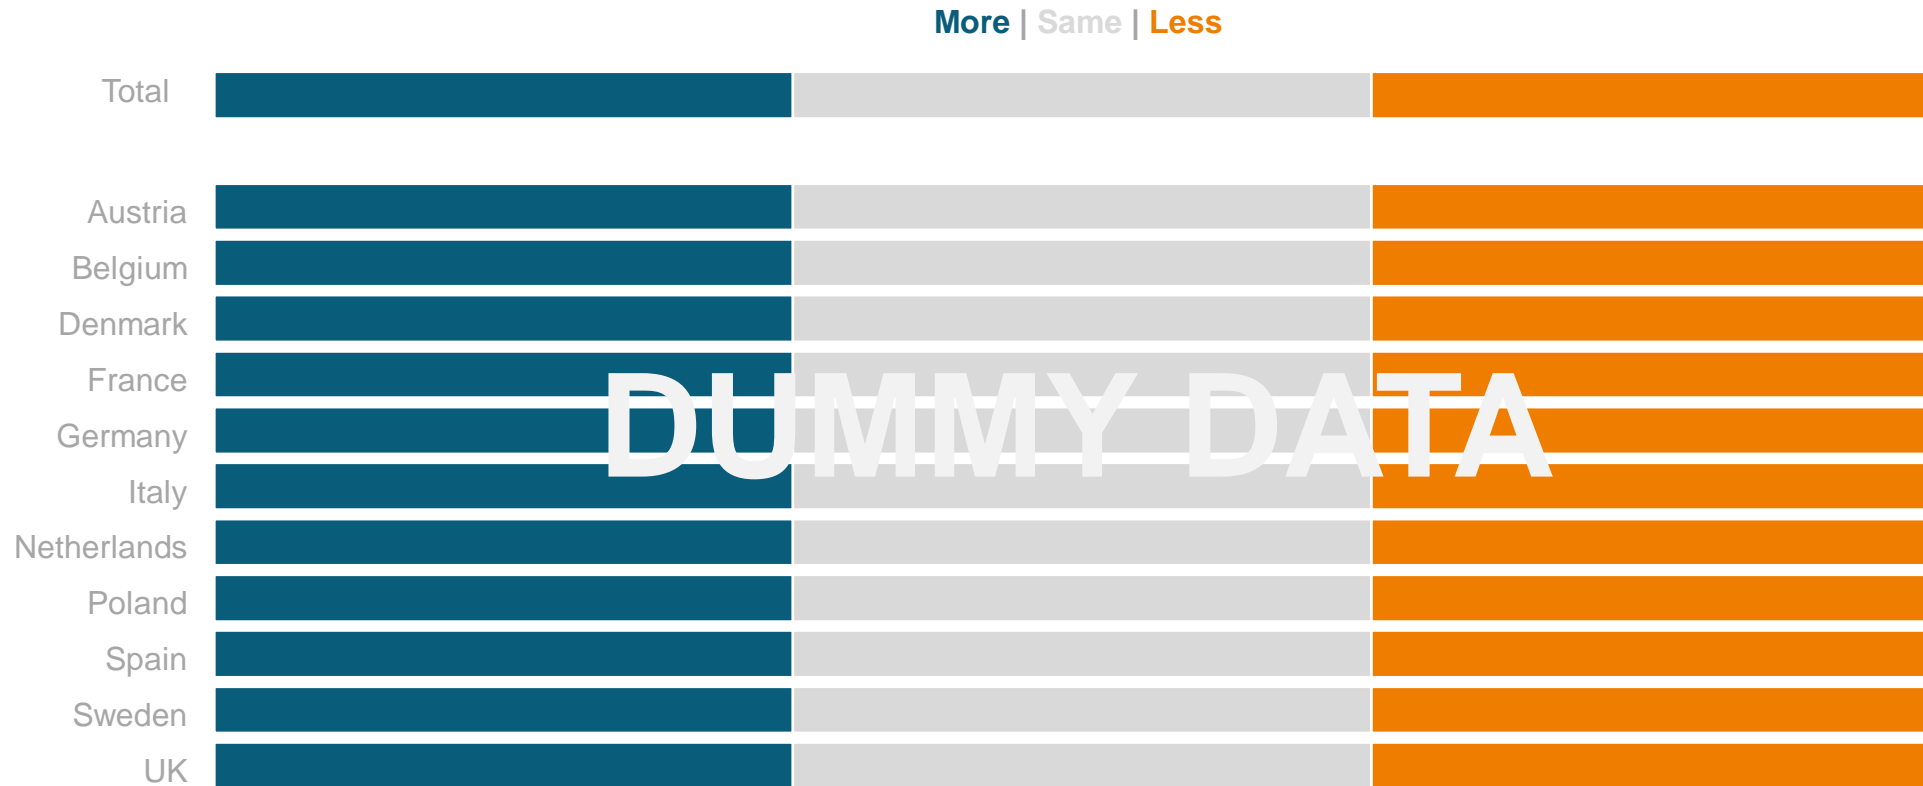 More | Same | Less
Total
Austria
Belgium
Denmark
France
DUMMY DATA
Germany
Italy
Netherlands
Poland
Spain
Sweden
UK